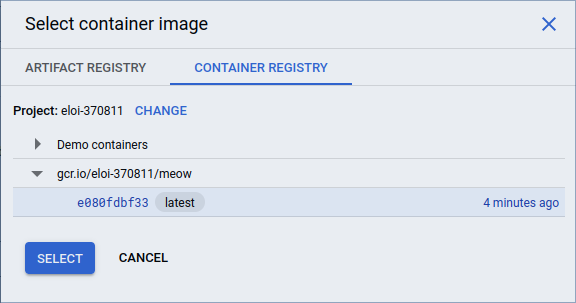 Select container image
ARTIFACT REGISTRY CONTAINER REGISTRY
Project: eloi-370811 CHANGE
Demo containers
gcr.io/eloi-370811/meow
e080fdbf33 latest 4 minutes ago
SELECT CANCEL